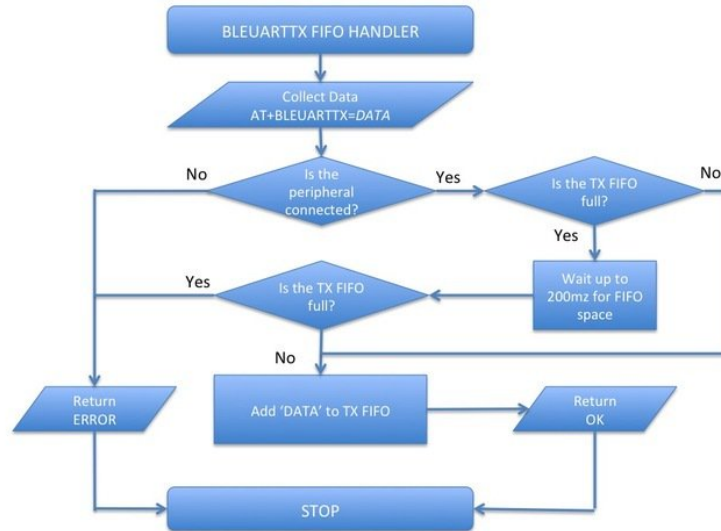 BLEUARTTX FIFO HANDLER
Collect Data
AT+BLEUARTTX=DATA
No
Is the
peripheral
connected?
Yes
Is the TX FIFO
full?
No
Yes
Yes
Is the TX FIFO
full?
Wait up to
200mz for FIFO
space
No
Return
ERROR
Add ‘DATA’ to TX FIFO
Return
OK
STOP